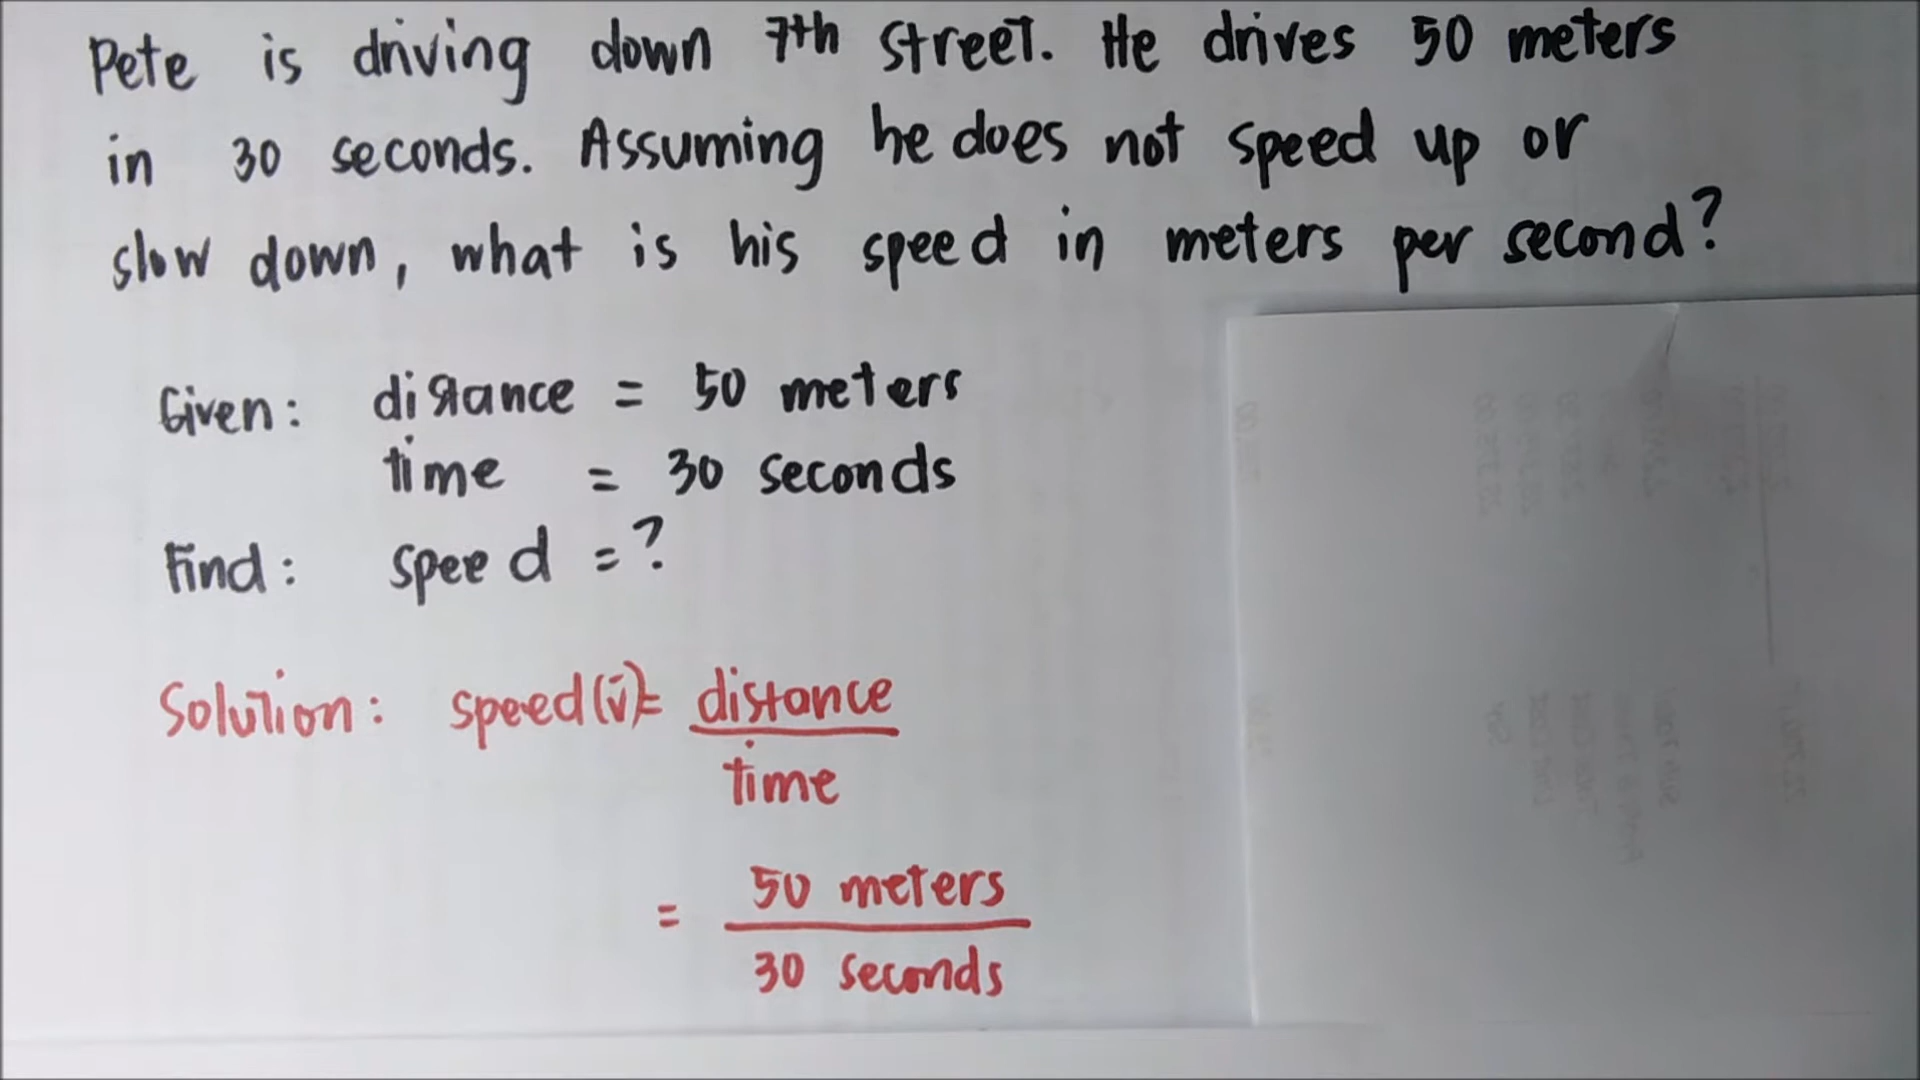 Pete is driving down 7th street. He drives 50 meters
in 30 seconds. Assuming he does not speed up or
slow down, what is his speed in meters per second?
Given: distance = 50 meters
time = 30 seconds
Find: speed = ?
Solution: speed (v̄) = distance
time
= 50 meters
30 seconds